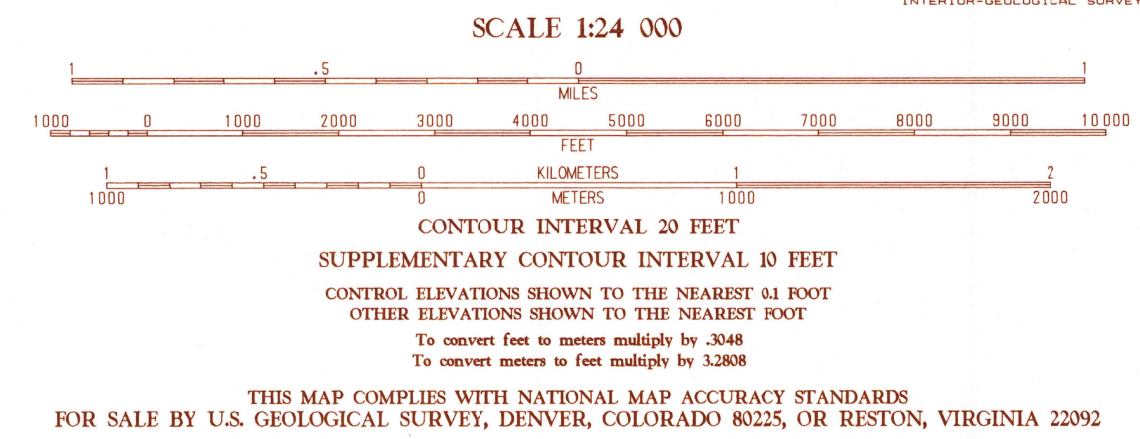 INTERIOR-GEOLOGICAL SURVEY
SCALE 1:24 000
1 .5 0 1
MILES
1000 0 1000 2000 3000 4000 5000 6000 7000 8000 9000 10 000
FEET
1 .5 0 KILOMETERS 1 2
1000 0 METERS 1000 2000
CONTOUR INTERVAL 20 FEET
SUPPLEMENTARY CONTOUR INTERVAL 10 FEET
CONTROL ELEVATIONS SHOWN TO THE NEAREST 0.1 FOOT
OTHER ELEVATIONS SHOWN TO THE NEAREST FOOT
To convert feet to meters multiply by .3048
To convert meters to feet multiply by 3.2808
THIS MAP COMPLIES WITH NATIONAL MAP ACCURACY STANDARDS
FOR SALE BY U.S. GEOLOGICAL SURVEY, DENVER, COLORADO 80225, OR RESTON, VIRGINIA 22092